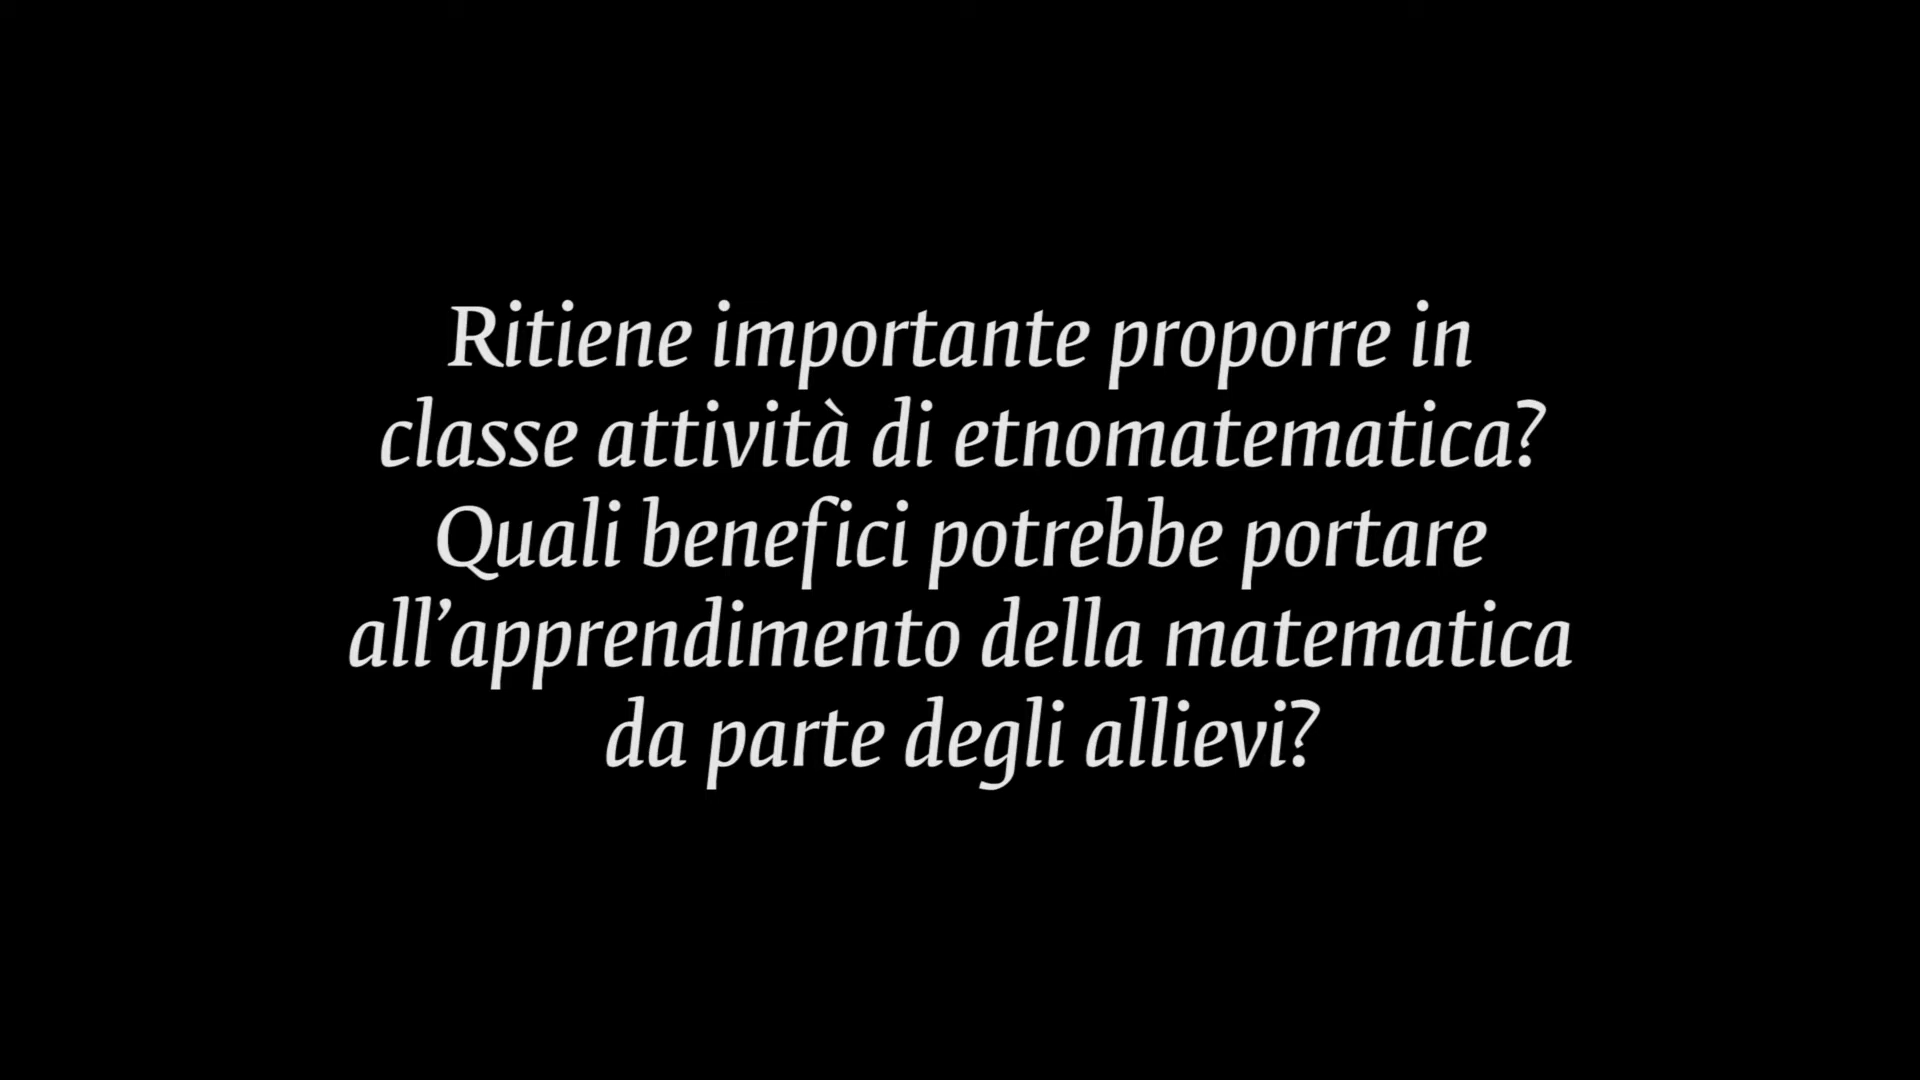 Ritiene importante proporre in
classe attività di etnomatematica?
Quali benefici potrebbe portare
all’apprendimento della matematica
da parte degli allievi?